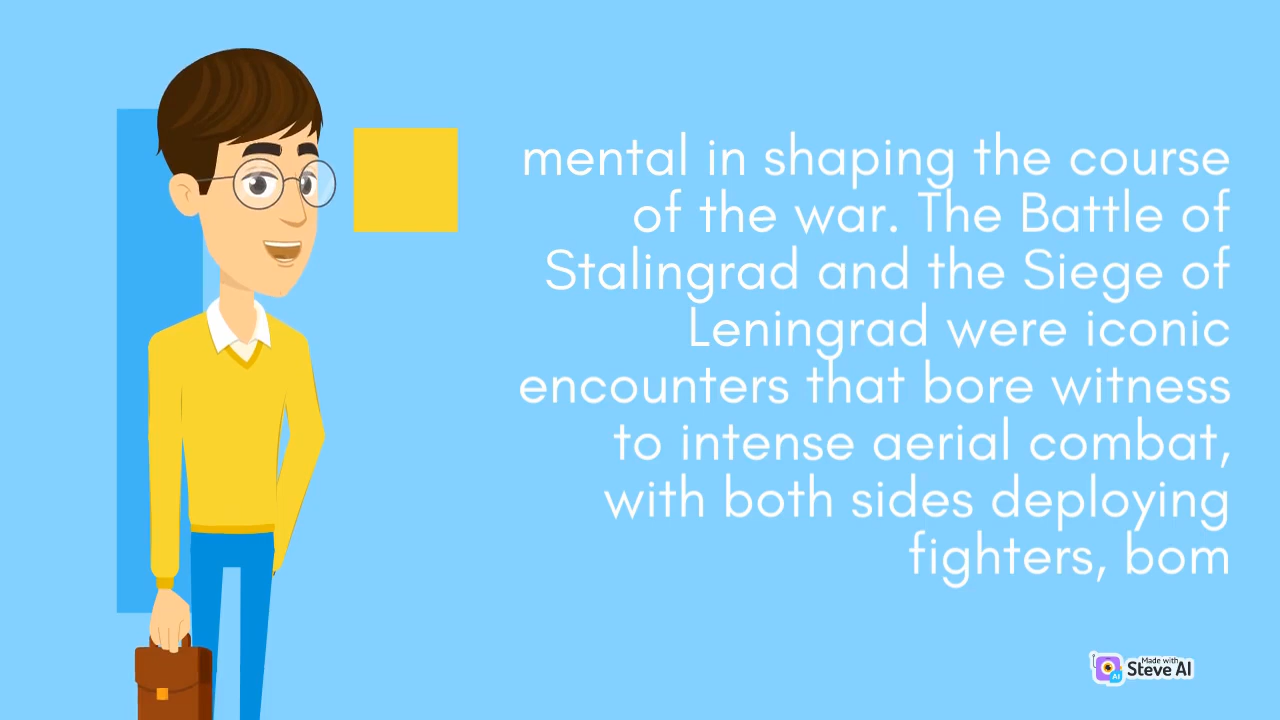 mental in shaping the course
of the war. The Battle of
Stalingrad and the Siege of
Leningrad were iconic
encounters that bore witness
to intense aerial combat,
with both sides deploying
fighters, bom
Made with
Steve AI
AI